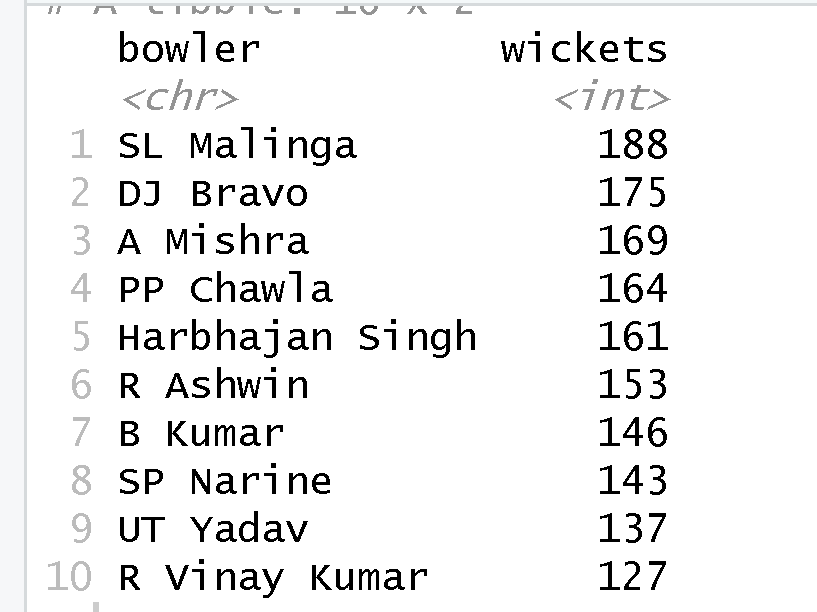 # A tibble: 10 x 2
bowler wickets
<chr> <int>
1 SL Malinga 188
2 DJ Bravo 175
3 A Mishra 169
4 PP Chawla 164
5 Harbhajan Singh 161
6 R Ashwin 153
7 B Kumar 146
8 SP Narine 143
9 UT Yadav 137
10 R Vinay Kumar 127